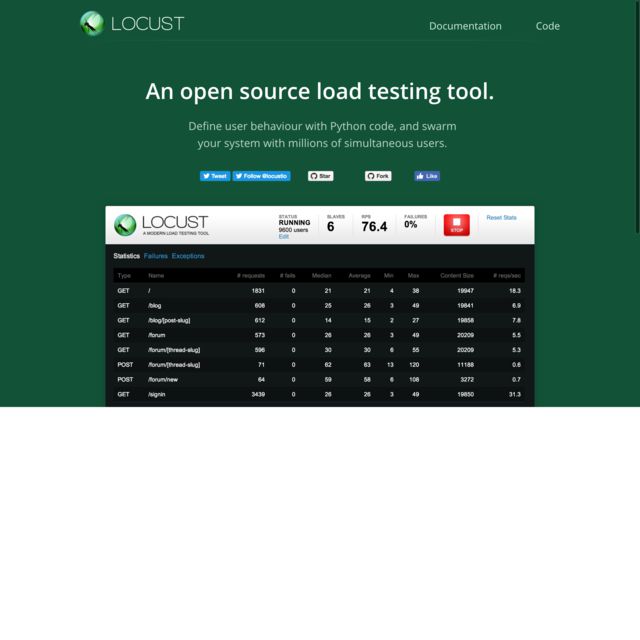 LOCUST
Documentation
Code
An open source load testing tool.
Define user behaviour with Python code, and swarm
your system with millions of simultaneous users.
Tweet
Follow @locustio
Star
Fork
Like
LOCUST
A MODERN LOAD TESTING TOOL
STATUS
RUNNING
9600 users
Edit
SLAVES
6
RPS
76.4
FAILURES
0%
STOP
Reset Stats
Statistics Failures Exceptions
Type Name # requests # fails Median Average Min Max Content Size # reqs/sec
GET / 1831 0 21 21 4 38 19947 18.3
GET /blog 608 0 25 26 3 49 19841 6.9
GET /blog/[post-slug] 612 0 14 15 2 27 19858 7.8
GET /forum 573 0 26 26 3 49 20209 5.5
GET /forum/[thread-slug] 596 0 30 30 6 55 20209 5.3
POST /forum/[thread-slug] 71 0 62 63 13 120 11188 0.6
POST /forum/new 64 0 59 58 6 108 3272 0.7
GET /signin 3439 0 26 26 3 49 19850 31.3